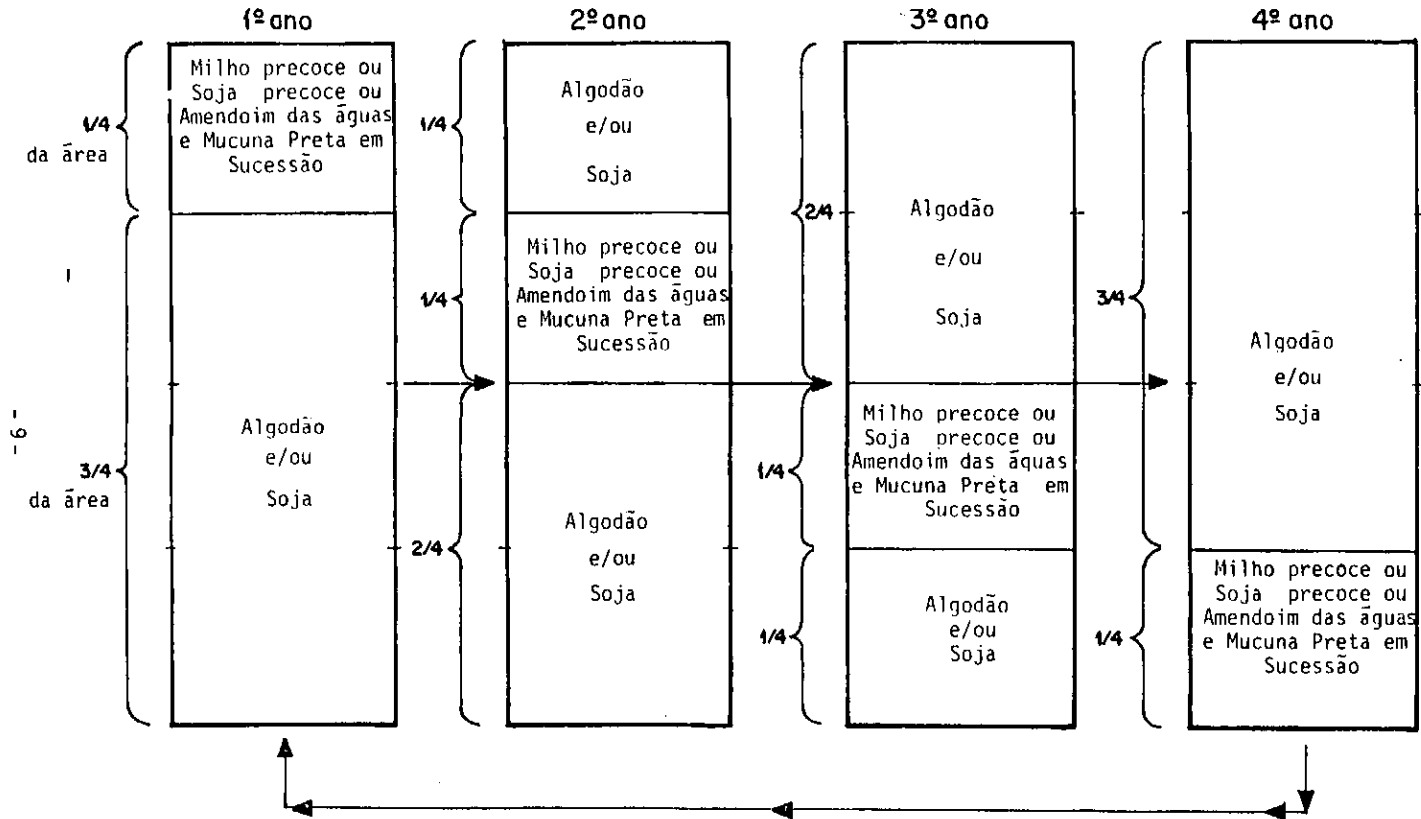 1º ano
2º ano
3º ano
4º ano
1/4
da área
Milho precoce ou
Soja precoce ou
Amendoim das águas
e Mucuna Preta em
Sucessão
3/4
da área
Algodão
e/ou
Soja
1/4
Algodão
e/ou
Soja
1/4
Milho precoce ou
Soja precoce ou
Amendoim das águas
e Mucuna Preta em
Sucessão
2/4
Algodão
e/ou
Soja
2/4
Algodão
e/ou
Soja
1/4
Milho precoce ou
Soja precoce ou
Amendoim das águas
e Mucuna Preta em
Sucessão
1/4
Algodão
e/ou
Soja
3/4
Algodão
e/ou
Soja
1/4
Milho precoce ou
Soja precoce ou
Amendoim das águas
e Mucuna Preta em
Sucessão